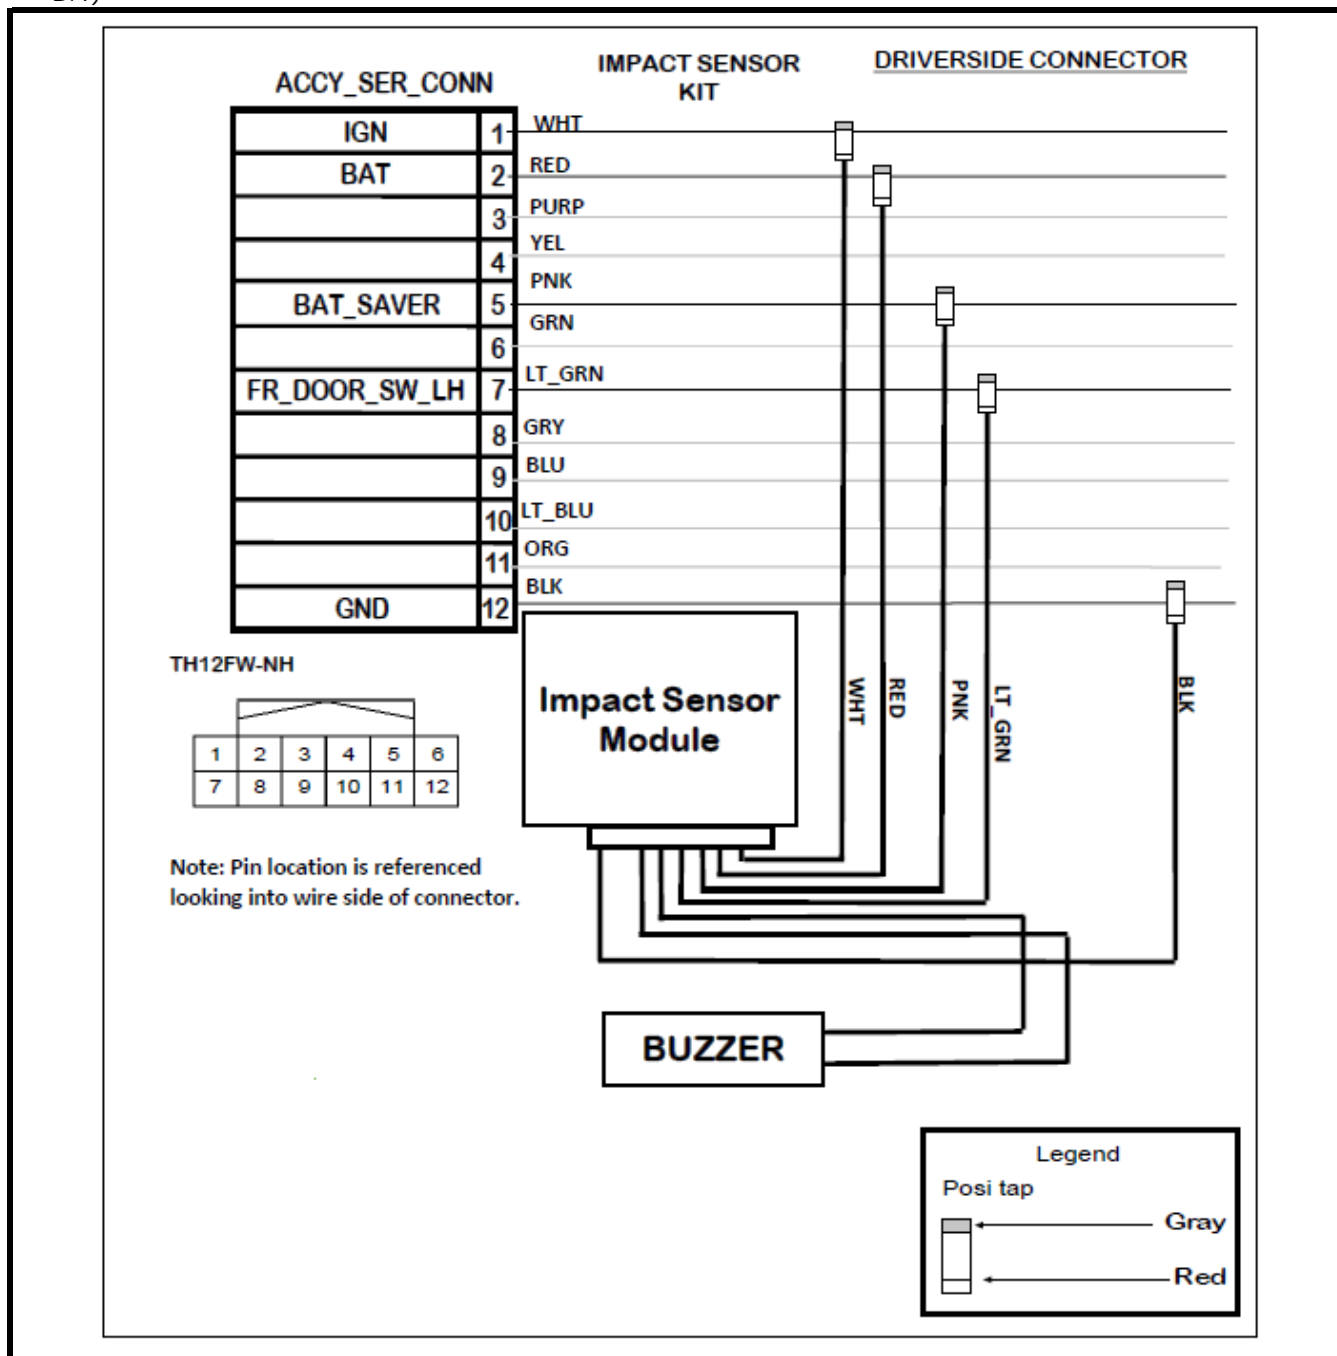 IMPACT SENSOR
KIT
DRIVERSIDE CONNECTOR
ACCY_SER_CONN
IGN 1 WHT
BAT 2 RED
3 PURP
4 YEL
BAT_SAVER 5 PNK
6 GRN
FR_DOOR_SW_LH 7 LT_GRN
8 GRY
9 BLU
10 LT_BLU
11 ORG
GND 12 BLK
TH12FW-NH
1 2 3 4 5 6
7 8 9 10 11 12
Note: Pin location is referenced
looking into wire side of connector.
Impact Sensor
Module
WHT
RED
PNK
LT_GRN
BLK
BUZZER
Legend
Posi tap
Gray
Red